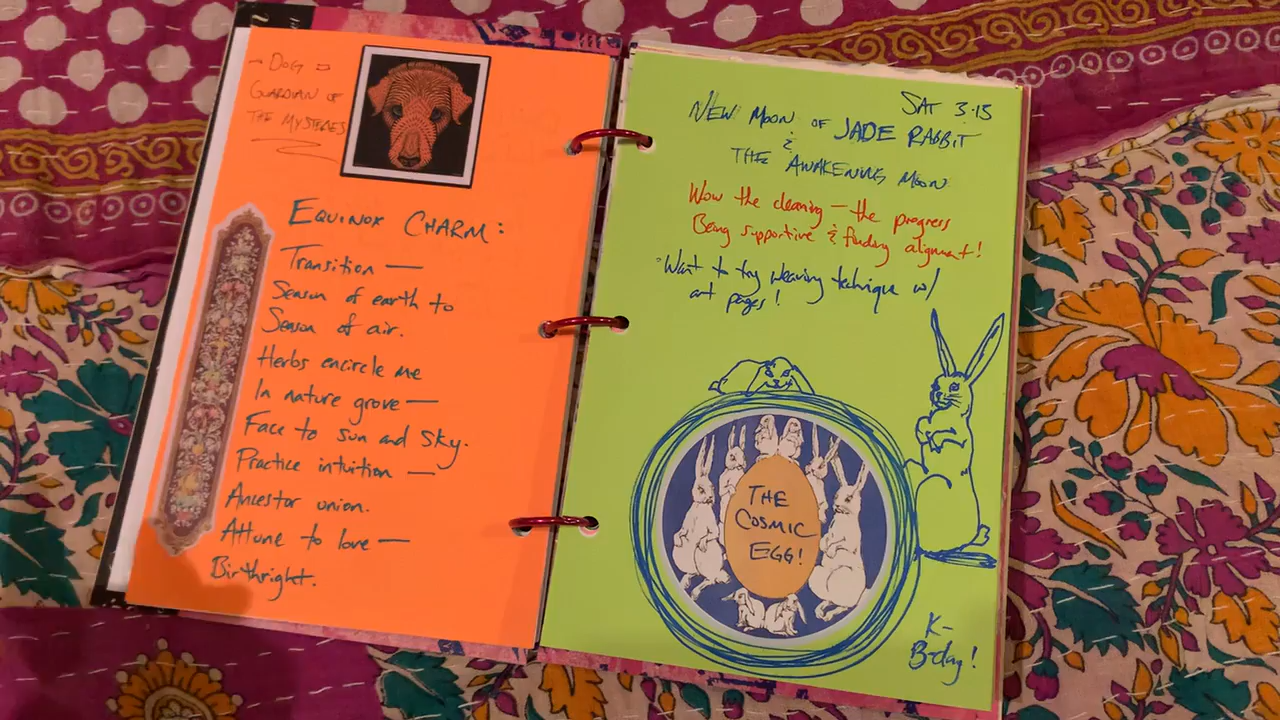 DOG
GUARDIAN OF
THE MYSTERIES
EQUINOX CHARM:
Transition —
Season of earth to
Season of air.
Herbs encircle me
In nature grove —
Face to sun and sky.
Practice intuition —
Ancestor union.
Attune to love —
Birthright.
SAT 3.15
NEW MOON OF JADE RABBIT
&
THE AWAKENING MOON
Wow the cleaning — the progress
Being supportive & finding alignment!
Want to try weaving technique w/
art pages!
THE
COSMIC
EGG!
K-
B-day!